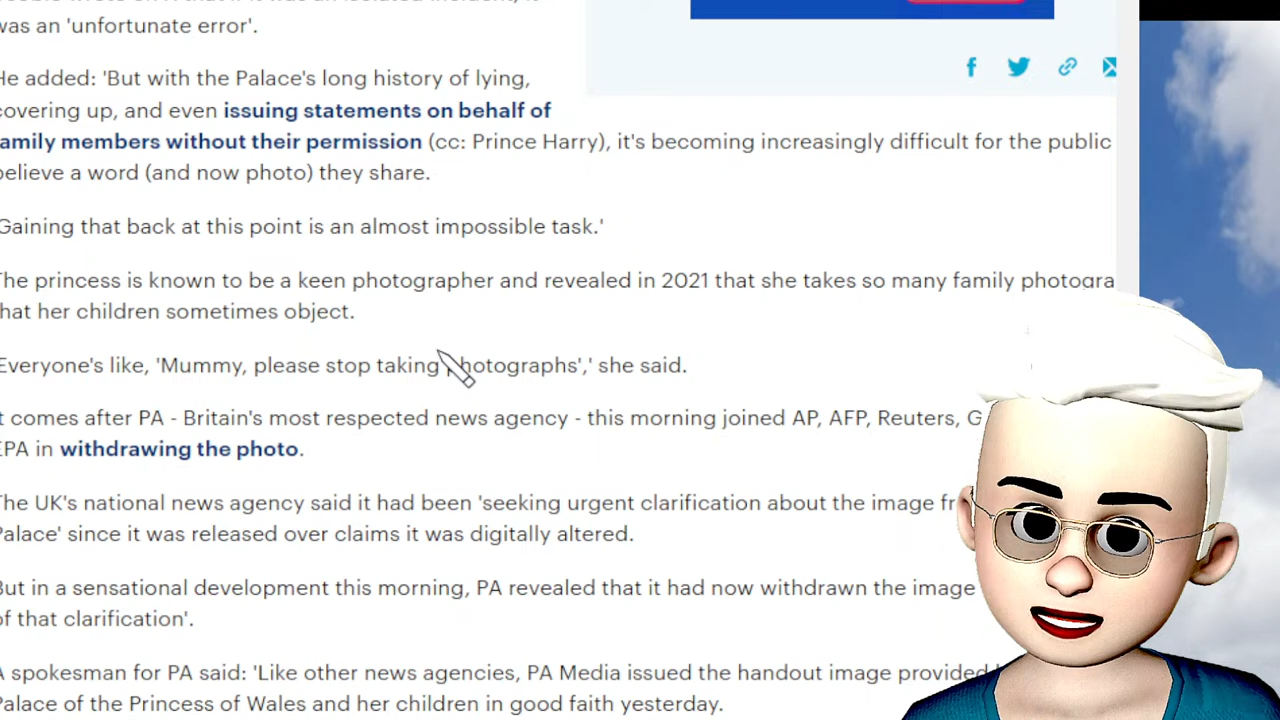 was an 'unfortunate error'.
He added: 'But with the Palace's long history of lying,
covering up, and even issuing statements on behalf of
family members without their permission (cc: Prince Harry), it's becoming increasingly difficult for the public
believe a word (and now photo) they share.
'Gaining that back at this point is an almost impossible task.'
The princess is known to be a keen photographer and revealed in 2021 that she takes so many family photogra
that her children sometimes object.
'Everyone's like, 'Mummy, please stop taking photographs',' she said.
It comes after PA - Britain's most respected news agency - this morning joined AP, AFP, Reuters, G
EPA in withdrawing the photo.
The UK's national news agency said it had been 'seeking urgent clarification about the image fr
Palace' since it was released over claims it was digitally altered.
But in a sensational development this morning, PA revealed that it had now withdrawn the image
of that clarification'.
A spokesman for PA said: 'Like other news agencies, PA Media issued the handout image provided
Palace of the Princess of Wales and her children in good faith yesterday.